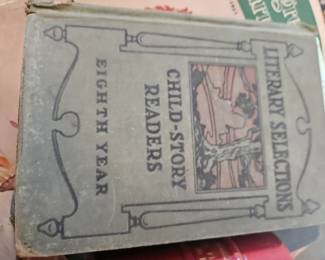 LITERARY SELECTIONS
CHILD-STORY
READERS
EIGHTH YEAR